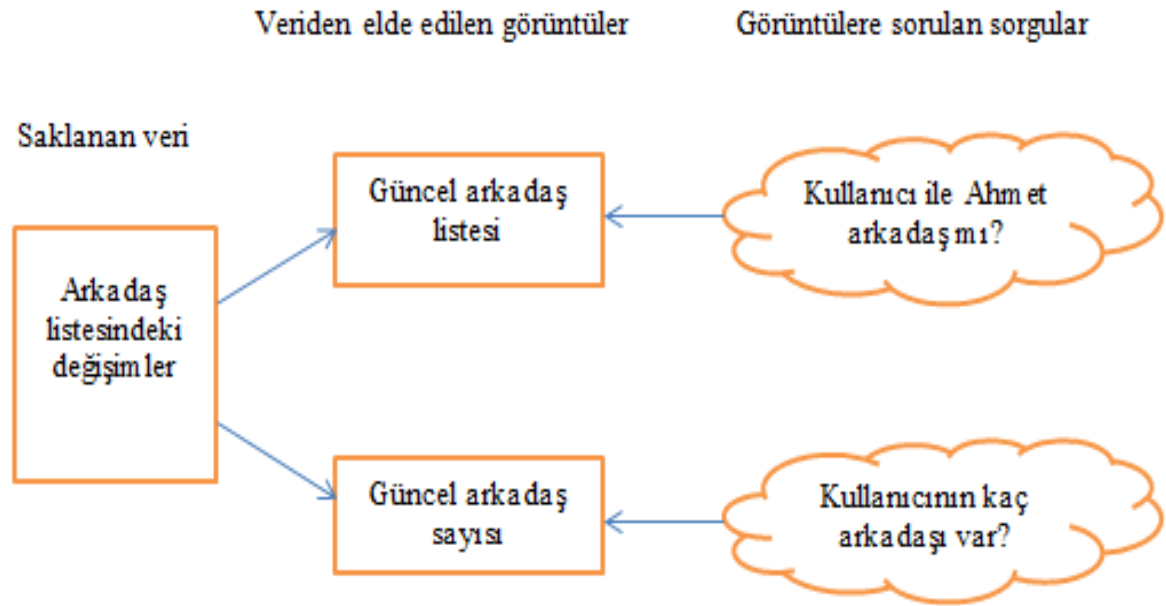 Veriden elde edilen görüntüler
Görüntülere sorulan sorgular
Saklanan veri
Güncel arkadaş
listesi
Kullanıcı ile Ahmet
arkadaş mı?
Arkadaş
listesindeki
değişimler
Güncel arkadaş
sayısı
Kullanıcının kaç
arkadaşı var?